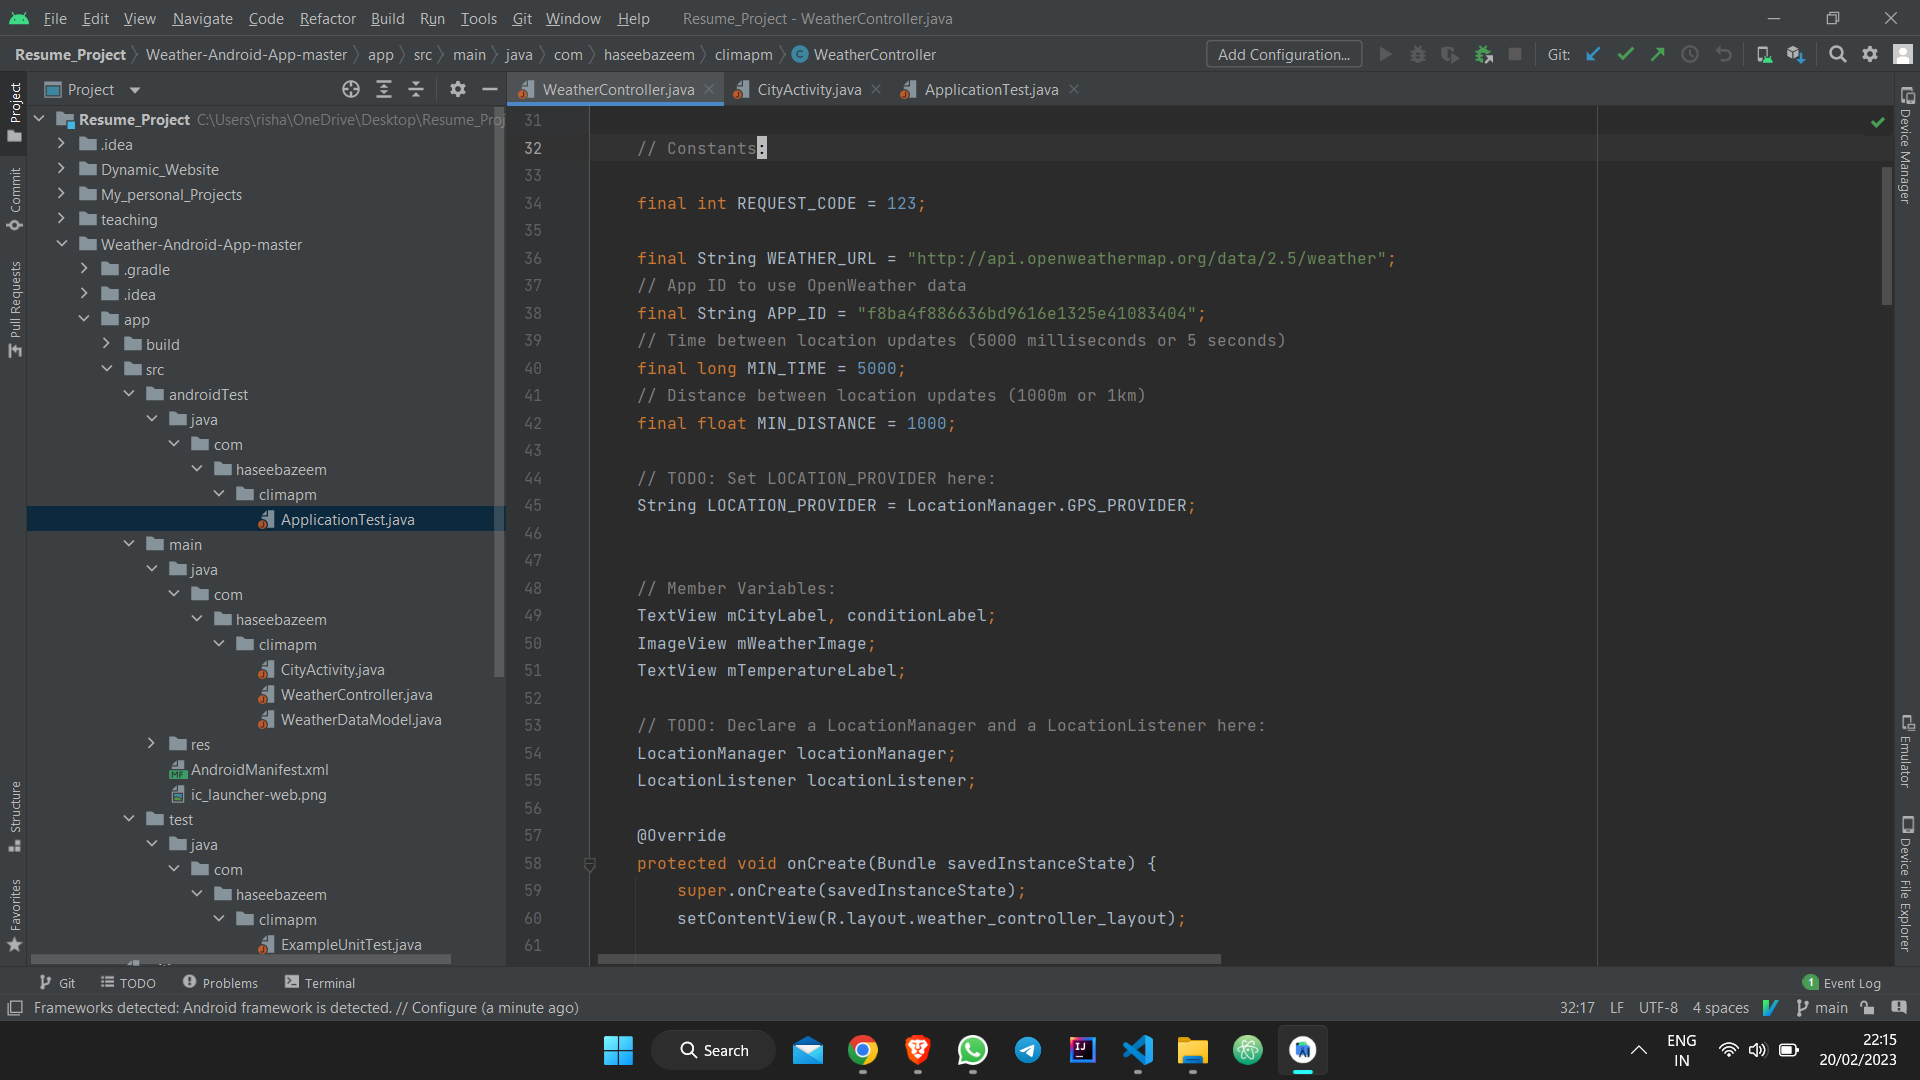 File Edit View Navigate Code Refactor Build Run Tools Git Window Help Resume_Project - WeatherController.java
Resume_Project Weather-Android-App-master app src main java com haseebazeem climapm WeatherController Add Configuration... Git:
Project
WeatherController.java CityActivity.java ApplicationTest.java
Project
Commit
Pull Requests
Structure
Favorites
Resume_Project C:\Users\risha\OneDrive\Desktop\Resume_Proj
.idea
Dynamic_Website
My_personal_Projects
teaching
Weather-Android-App-master
.gradle
.idea
app
build
src
androidTest
java
com
haseebazeem
climapm
ApplicationTest.java
main
java
com
haseebazeem
climapm
CityActivity.java
WeatherController.java
WeatherDataModel.java
res
AndroidManifest.xml
ic_launcher-web.png
test
java
com
haseebazeem
climapm
ExampleUnitTest.java
31
32 // Constants:
33
34 final int REQUEST_CODE = 123;
35
36 final String WEATHER_URL = "http://api.openweathermap.org/data/2.5/weather";
37 // App ID to use OpenWeather data
38 final String APP_ID = "f8ba4f886636bd9616e1325e41083404";
39 // Time between location updates (5000 milliseconds or 5 seconds)
40 final long MIN_TIME = 5000;
41 // Distance between location updates (1000m or 1km)
42 final float MIN_DISTANCE = 1000;
43
44 // TODO: Set LOCATION_PROVIDER here:
45 String LOCATION_PROVIDER = LocationManager.GPS_PROVIDER;
46
47
48 // Member Variables:
49 TextView mCityLabel, conditionLabel;
50 ImageView mWeatherImage;
51 TextView mTemperatureLabel;
52
53 // TODO: Declare a LocationManager and a LocationListener here:
54 LocationManager locationManager;
55 LocationListener locationListener;
56
57 @Override
58 protected void onCreate(Bundle savedInstanceState) {
59 super.onCreate(savedInstanceState);
60 setContentView(R.layout.weather_controller_layout);
61
Device Manager
Emulator
Device File Explorer
Git TODO Problems Terminal 1 Event Log
Frameworks detected: Android framework is detected. // Configure (a minute ago) 32:17 LF UTF-8 4 spaces main
Search
ENG
IN
22:15
20/02/2023